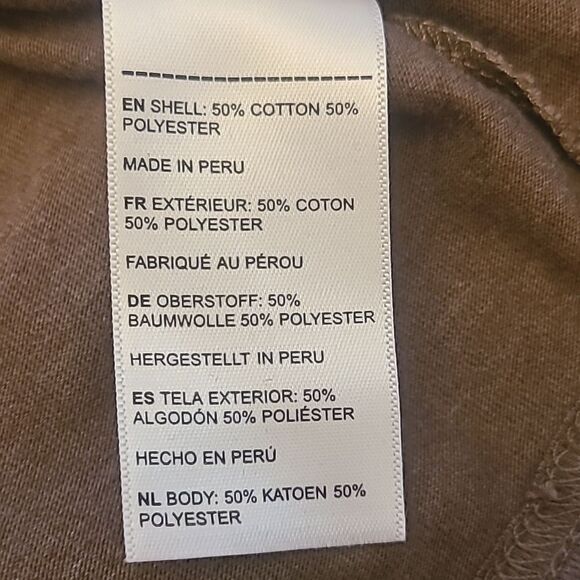 EN SHELL: 50% COTTON 50%
POLYESTER
MADE IN PERU
FR EXTÉRIEUR: 50% COTON
50% POLYESTER
FABRIQUÉ AU PÉROU
DE OBERSTOFF: 50%
BAUMWOLLE 50% POLYESTER
HERGESTELLT IN PERU
ES TELA EXTERIOR: 50%
ALGODÓN 50% POLIÉSTER
HECHO EN PERÚ
NL BODY: 50% KATOEN 50%
POLYESTER